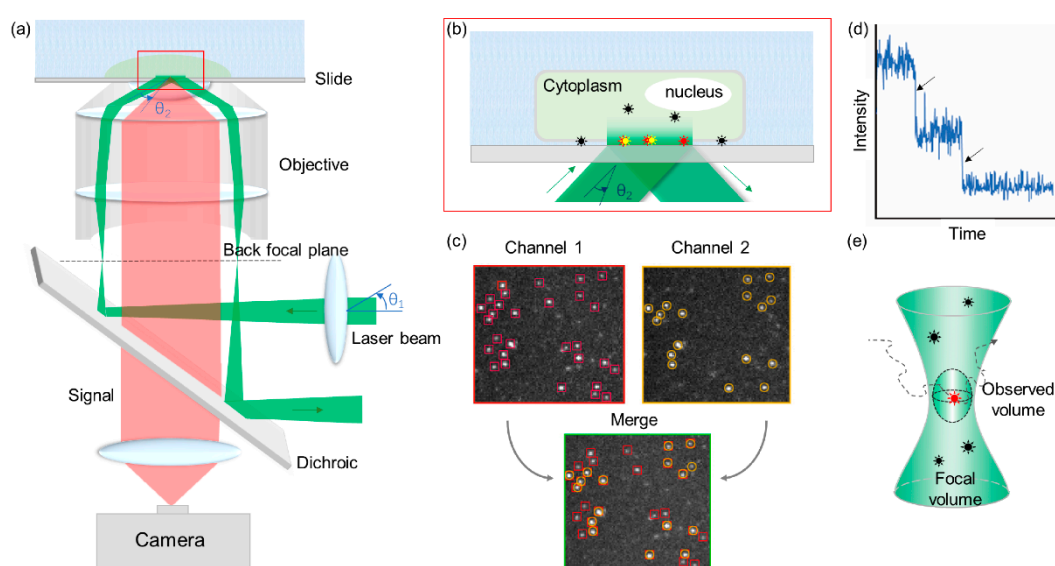 (a)
Slide
θ2
Objective
Back focal plane
θ1
Laser beam
Signal
Dichroic
Camera
(b)
Cytoplasm
nucleus
θ2
(c)
Channel 1
Channel 2
Merge
(d)
Intensity
Time
(e)
Observed
volume
Focal
volume